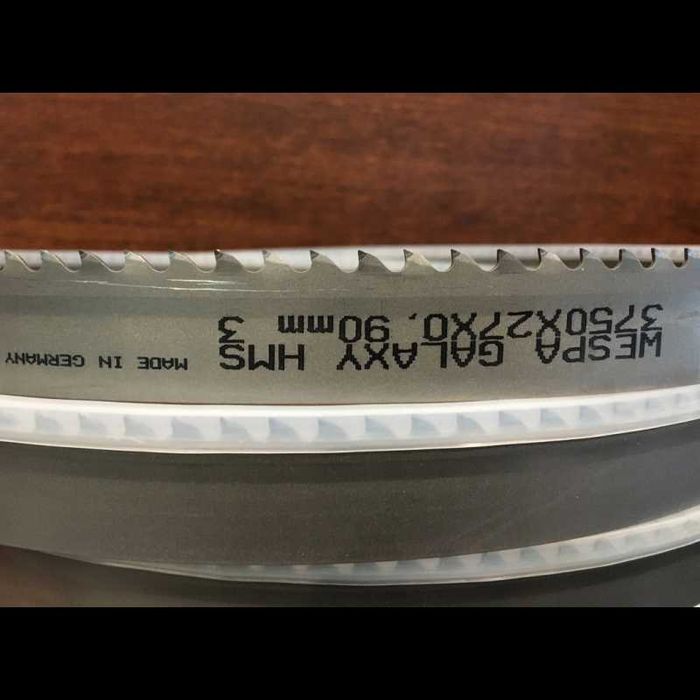 WESPA GALAXY HMS
3750X27X0,90mm 3
MADE IN GERMANY